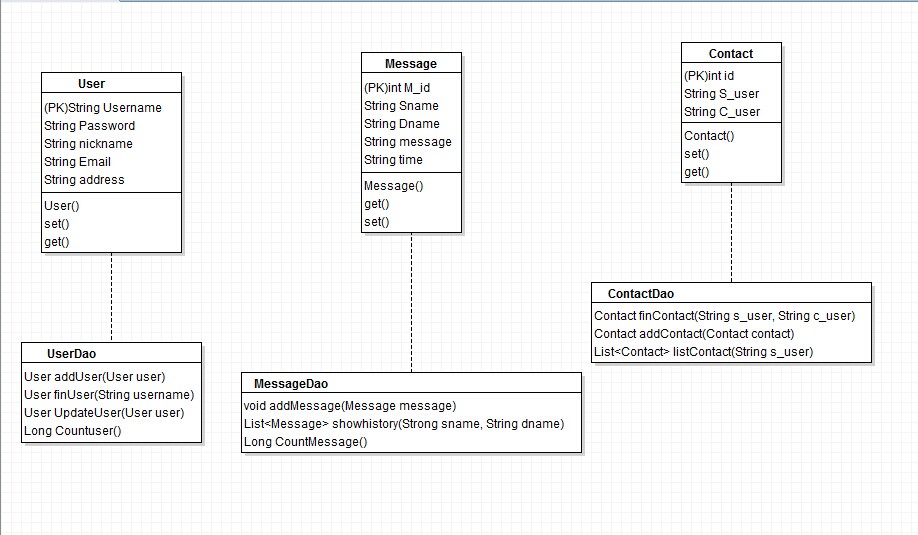 User
(PK)String Username
String Password
String nickname
String Email
String address
User()
set()
get()
Message
(PK)int M_id
String Sname
String Dname
String message
String time
Message()
get()
set()
Contact
(PK)int id
String S_user
String C_user
Contact()
set()
get()
UserDao
User addUser(User user)
User finUser(String username)
User UpdateUser(User user)
Long Countuser()
MessageDao
void addMessage(Message message)
List<Message> showhistory(Strong sname, String dname)
Long CountMessage()
ContactDao
Contact finContact(String s_user, String c_user)
Contact addContact(Contact contact)
List<Contact> listContact(String s_user)